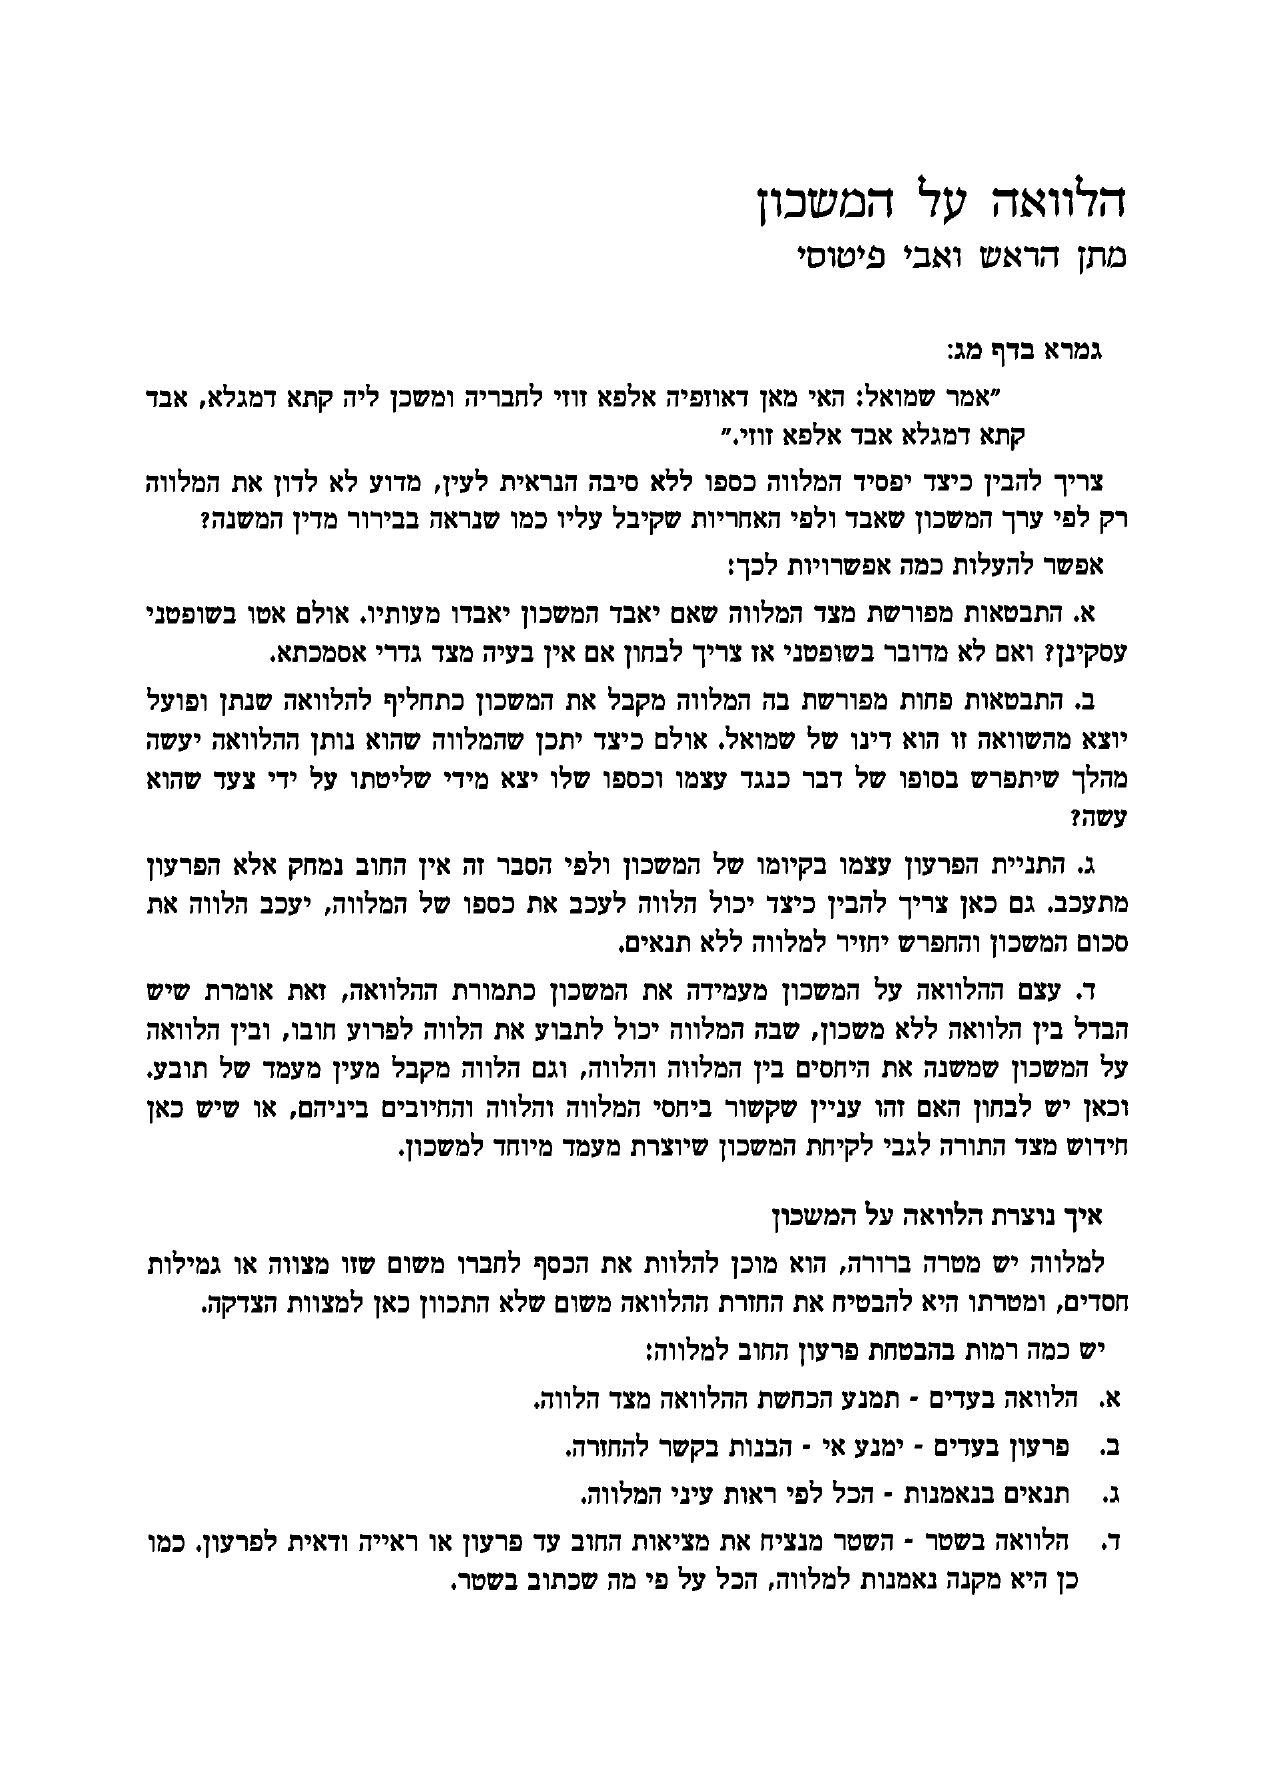 הלוואה על המשכון
מתן הראש ואבי פיטוסי
גמרא בדף מג:
"אמר שמואל: האי מאן דאוזפיה אלפא זוזי לחבריה ומשכן ליה קתא דמגלא, אבד
קתא דמגלא אבד אלפא זוזי."
צריך להבין כיצד יפסיד המלווה כספו ללא סיבה הנראית לעין, מדוע לא לדון את המלווה
רק לפי ערך המשכון שאבד ולפי האחריות שקיבל עליו כמו שנראה בבירור מדין המשנה?
אפשר להעלות כמה אפשרויות לכך:
א. התבטאות מפורשת מצד המלווה שאם יאבד המשכון יאבדו מעותיו. אולם אטו בשופטני
עסקינן? ואם לא מדובר בשופטני אז צריך לבחון אם אין בעיה מצד גדרי אסמכתא.
ב. התבטאות פחות מפורשת בה המלווה מקבל את המשכון כתחליף להלוואה שנתן ופועל
יוצא מהשוואה זו הוא דינו של שמואל. אולם כיצד יתכן שהמלווה שהוא נותן ההלוואה יעשה
מהלך שיתפרש בסופו של דבר כנגד עצמו וכספו שלו יצא מידי שליטתו על ידי צעד שהוא
עשה?
ג. התניית הפרעון עצמו בקיומו של המשכון ולפי הסבר זה אין החוב נמחק אלא הפרעון
מתעכב. גם כאן צריך להבין כיצד יכול הלווה לעכב את כספו של המלווה, יעכב הלווה את
סכום המשכון והחפרש יחזיר למלווה ללא תנאים.
ד. עצם ההלוואה על המשכון מעמידה את המשכון כתמורת ההלוואה, זאת אומרת שיש
הבדל בין הלוואה ללא משכון, שבה המלווה יכול לתבוע את הלווה לפרוע חובו, ובין הלוואה
על המשכון שמשנה את היחסים בין המלווה והלווה, וגם הלווה מקבל מעין מעמד של תובע.
וכאן יש לבחון האם זהו עניין שקשור ביחסי המלווה והלווה והחיובים ביניהם, או שיש כאן
חידוש מצד התורה לגבי לקיחת המשכון שיוצרת מעמד מיוחד למשכון.
איך נוצרת הלוואה על המשכון
למלווה יש מטרה ברורה, הוא מוכן להלוות את הכסף לחברו משום שזו מצווה או גמילות
חסדים, ומטרתו היא להבטיח את החזרת ההלוואה משום שלא התכוון כאן למצוות הצדקה.
יש כמה רמות בהבטחת פרעון החוב למלווה:
א. הלוואה בעדים - תמנע הכחשת ההלוואה מצד הלווה.
ב. פרעון בעדים - ימנע אי - הבנות בקשר להחזרה.
ג. תנאים בנאמנות - הכל לפי ראות עיני המלווה.
ד. הלוואה בשטר - השטר מנציח את מציאות החוב עד פרעון או ראייה ודאית לפרעון. כמו
כן היא מקנה נאמנות למלווה, הכל על פי מה שכתוב בשטר.